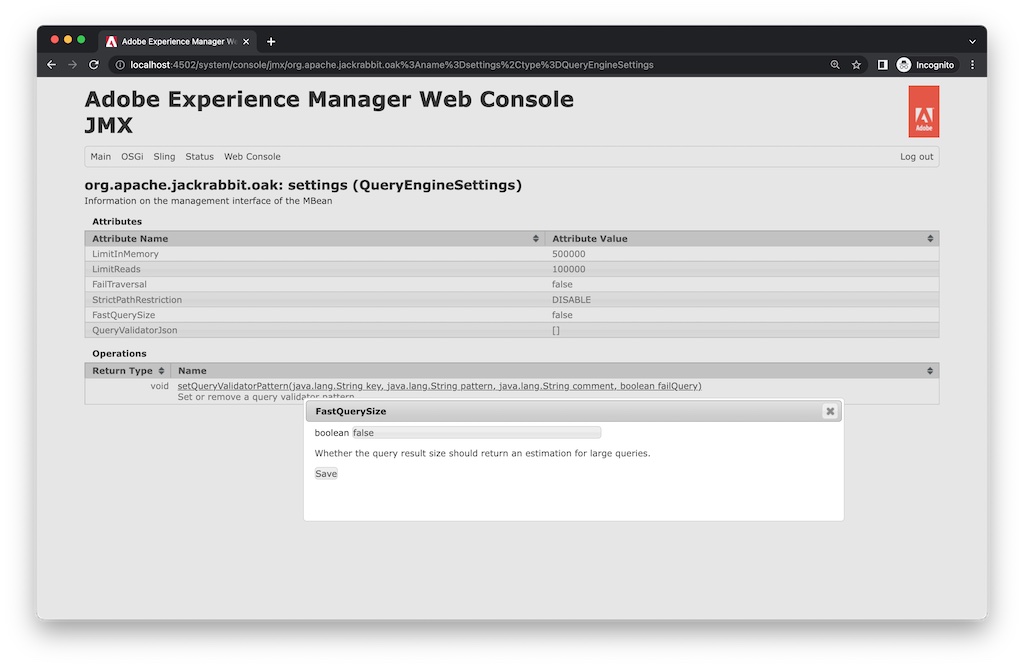 Adobe Experience Manager We
localhost:4502/system/console/jmx/org.apache.jackrabbit.oak%3Aname%3Dsettings%2Ctype%3DQueryEngineSettings
Incognito
Adobe Experience Manager Web Console
JMX
Adobe
Main OSGi Sling Status Web Console Log out
org.apache.jackrabbit.oak: settings (QueryEngineSettings)
Information on the management interface of the MBean
Attributes
Attribute Name Attribute Value
LimitInMemory 500000
LimitReads 100000
FailTraversal false
StrictPathRestriction DISABLE
FastQuerySize false
QueryValidatorJson []
Operations
Return Type Name
void setQueryValidatorPattern(java.lang.String key, java.lang.String pattern, java.lang.String comment, boolean failQuery)
Set or remove a query validator pattern
FastQuerySize
boolean false
Whether the query result size should return an estimation for large queries.
Save